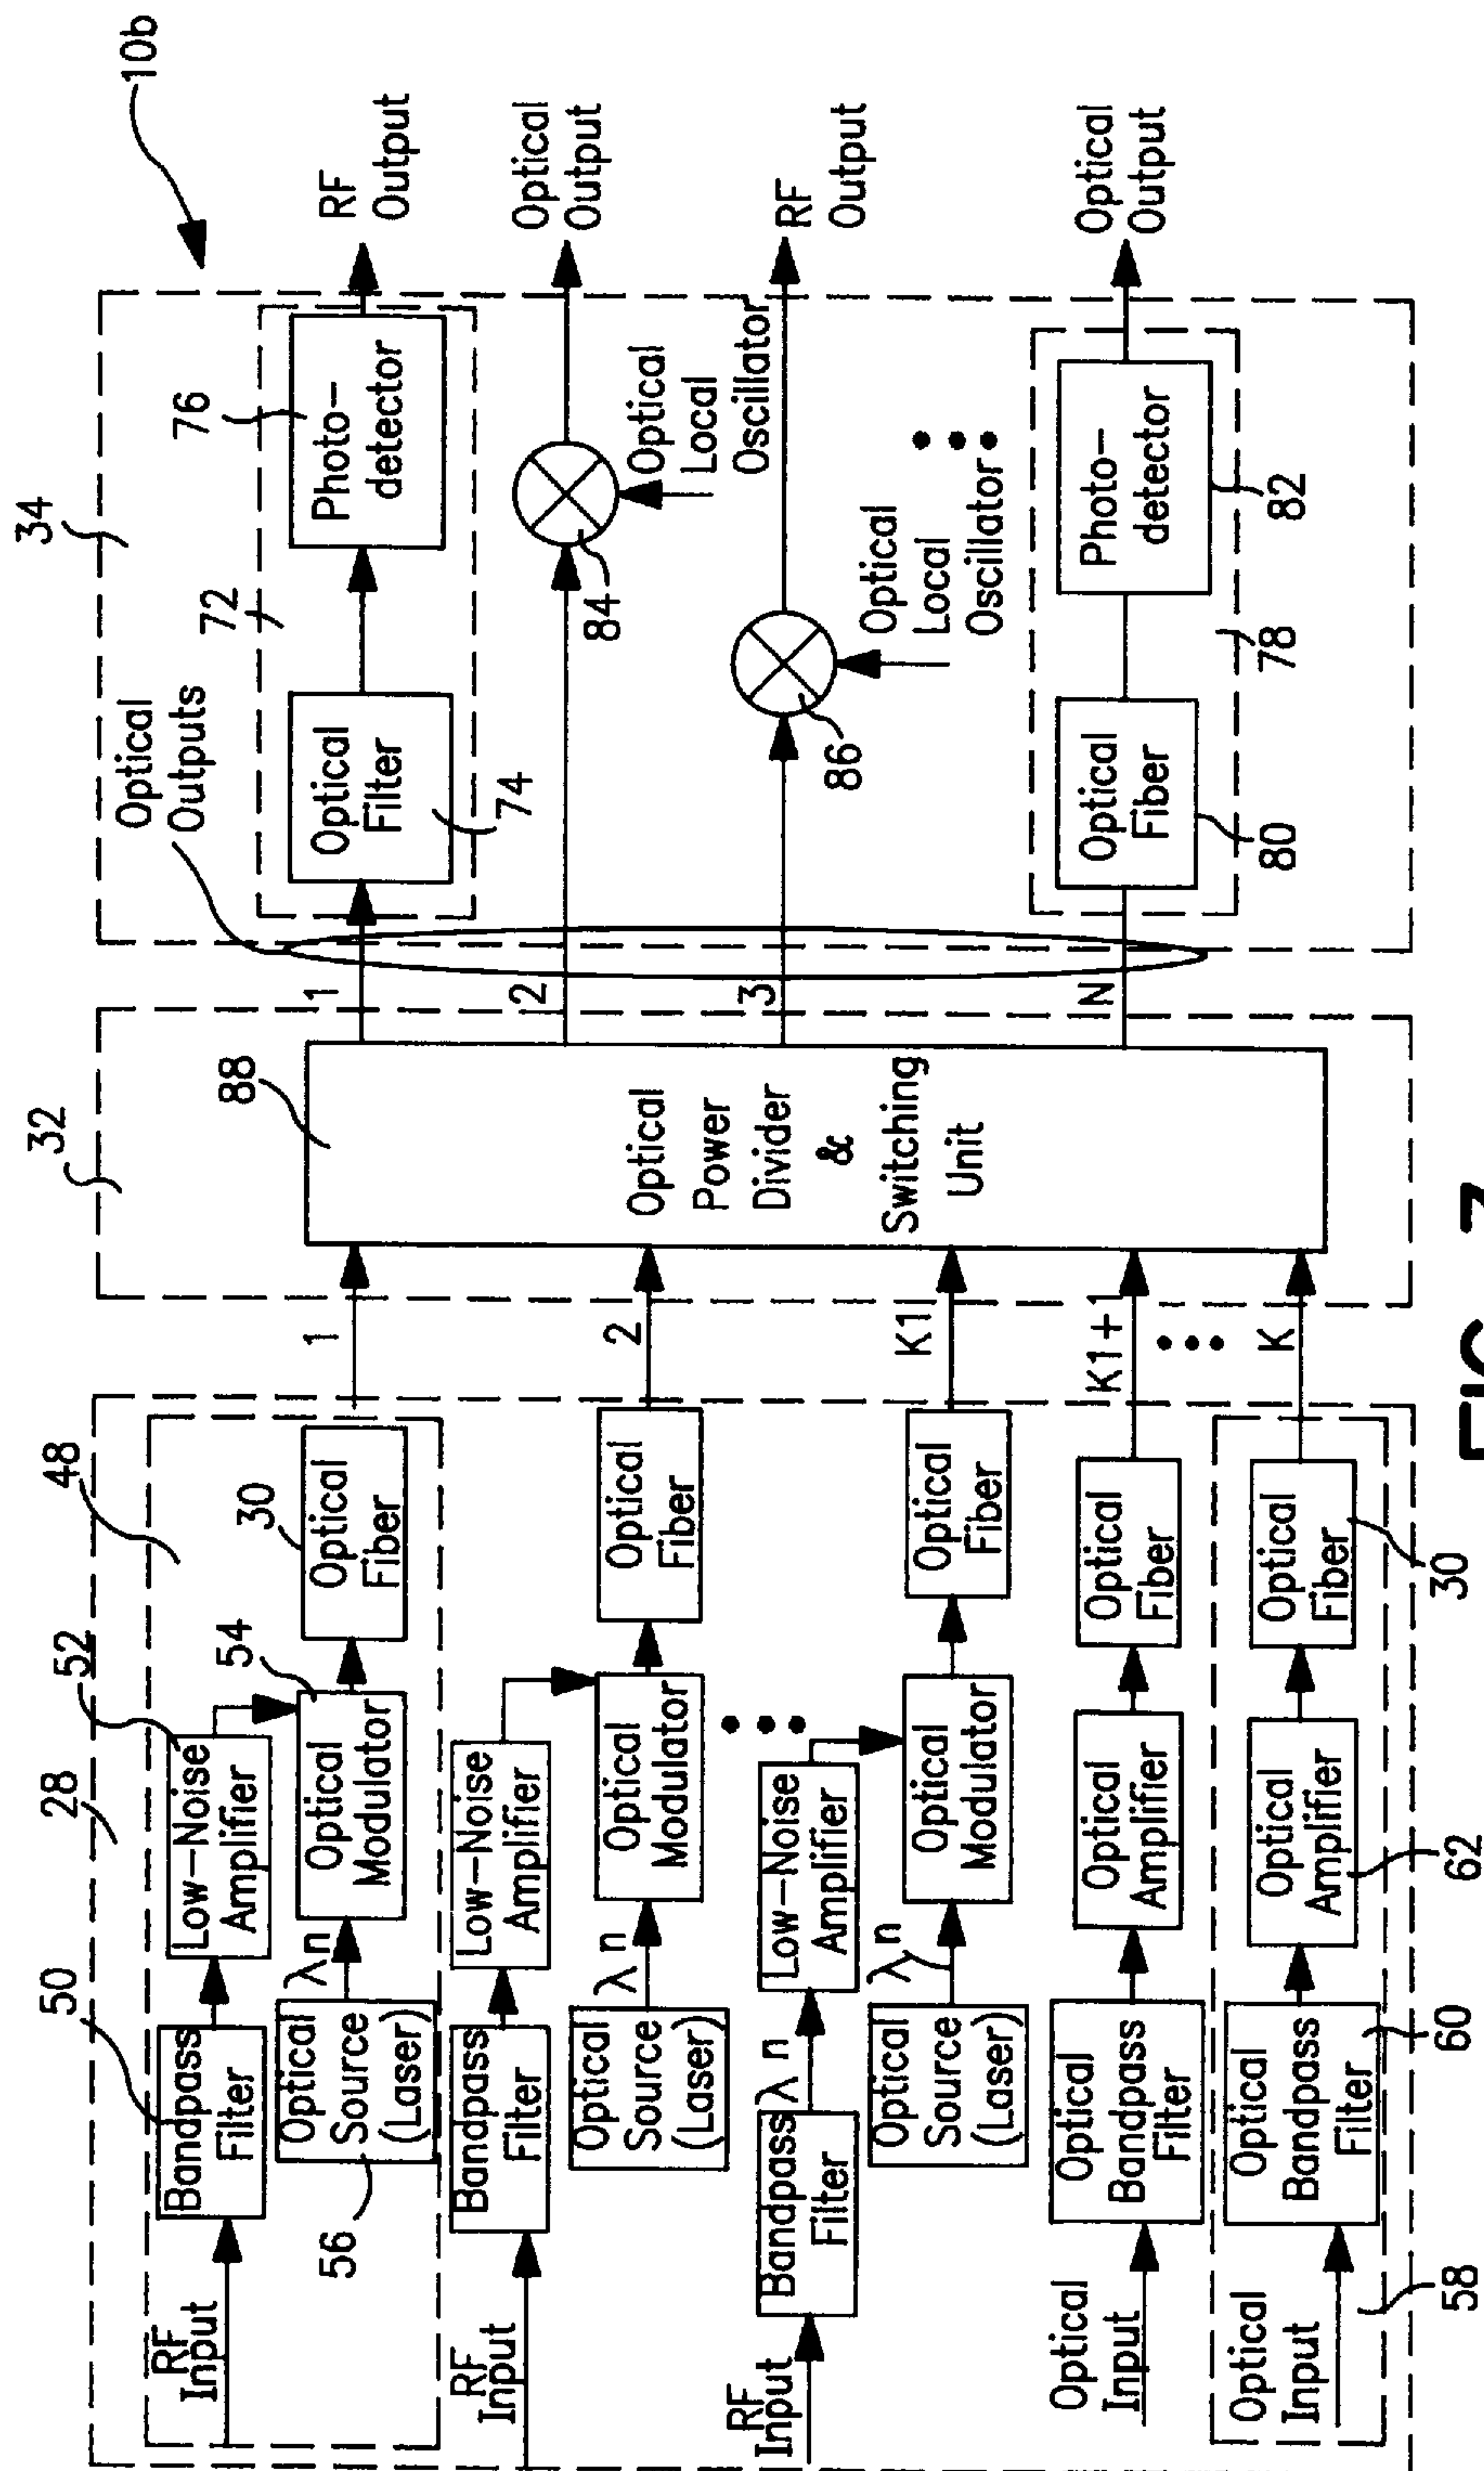 10b
28
48
RF
Input
50
Bandpass
Filter
52
Low-Noise
Amplifier
54
Optical
Modulator
λn
56
Optical
Source
(Laser)
30
Optical
Fiber
1
RF
Input
Bandpass
Filter
Low-Noise
Amplifier
Optical
Source
(Laser)
λn
Optical
Modulator
Optical
Fiber
2
RF
Input
Bandpass
Filter
λn
Low-Noise
Amplifier
Optical
Source
(Laser)
λn
Optical
Modulator
Optical
Fiber
K1
Optical
Input
Optical
Bandpass
Filter
Optical
Amplifier
Optical
Fiber
K1+1
Optical
Input
58
Optical
Bandpass
Filter
60
Optical
Amplifier
62
Optical
Fiber
30
K
32
88
Optical
Power
Divider
&
Switching
Unit
1
2
3
N
Optical
Outputs
34
72
Optical
Filter
74
76
Photo-
detector
RF
Output
84
Optical
Local
Oscillator
Optical
Output
86
Optical
Local
Oscillator
RF
Output
Optical
Fiber
80
78
Photo-
detector
82
Optical
Output